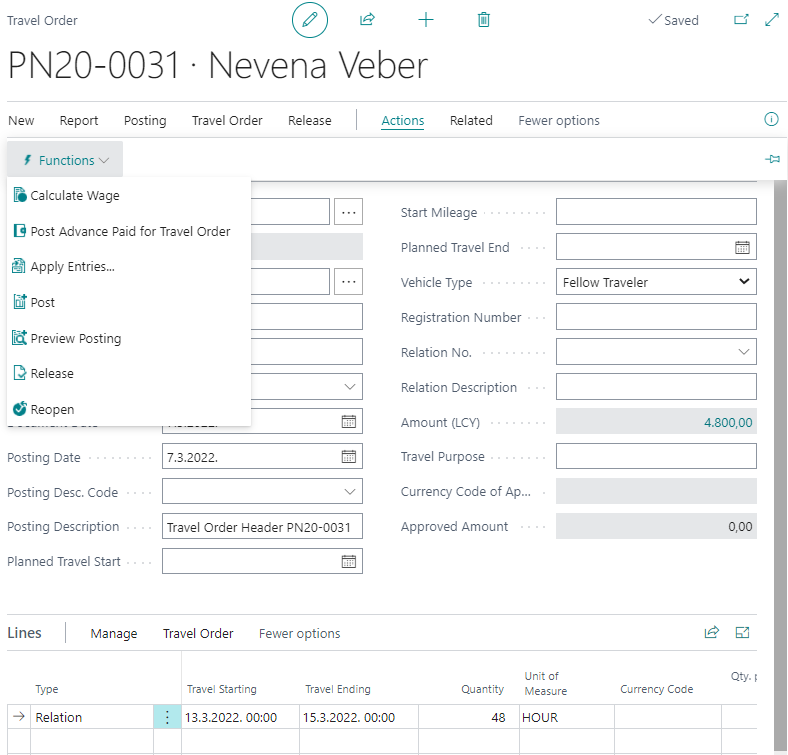 Travel Order
Saved
PN20-0031 · Nevena Veber
New Report Posting Travel Order Release Actions Related Fewer options
Functions
Calculate Wage
Post Advance Paid for Travel Order
Apply Entries...
Post
Preview Posting
Release
Reopen
Posting Date 7.3.2022.
Posting Desc. Code
Posting Description Travel Order Header PN20-0031
Planned Travel Start
Start Mileage
Planned Travel End
Vehicle Type Fellow Traveler
Registration Number
Relation No.
Relation Description
Amount (LCY) 4.800,00
Travel Purpose
Currency Code of Ap...
Approved Amount 0,00
Lines Manage Travel Order Fewer options
Type Travel Starting Travel Ending Quantity Unit of Measure Currency Code Qty.
Relation 13.3.2022. 00:00 15.3.2022. 00:00 48 HOUR